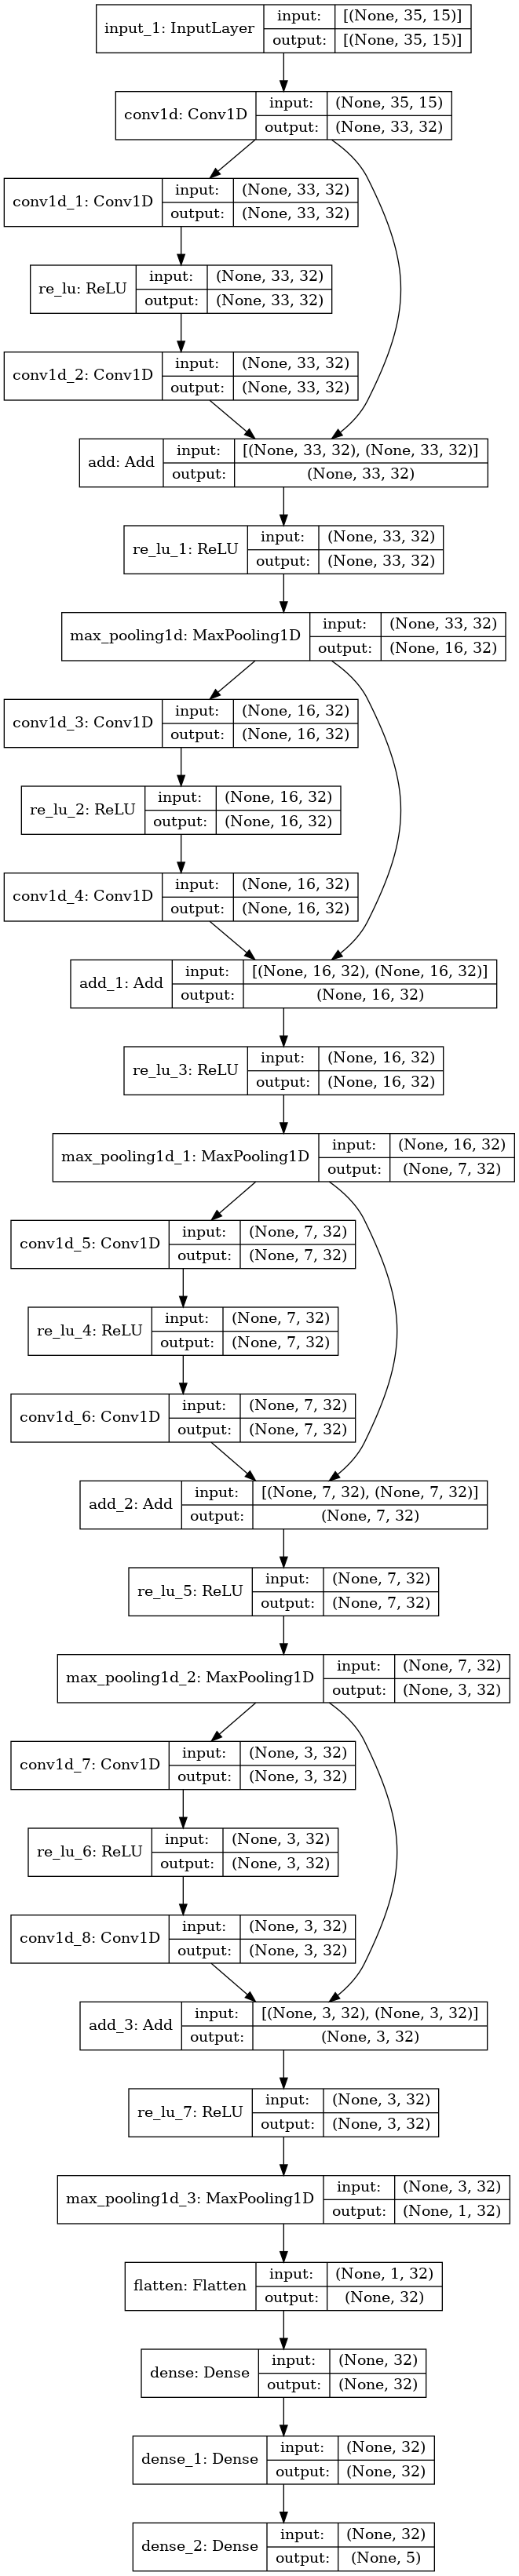 input_1: InputLayer
input: [(None, 35, 15)]
output: [(None, 35, 15)]
conv1d: Conv1D
input: (None, 35, 15)
output: (None, 33, 32)
conv1d_1: Conv1D
input: (None, 33, 32)
output: (None, 33, 32)
re_lu: ReLU
input: (None, 33, 32)
output: (None, 33, 32)
conv1d_2: Conv1D
input: (None, 33, 32)
output: (None, 33, 32)
add: Add
input: [(None, 33, 32), (None, 33, 32)]
output: (None, 33, 32)
re_lu_1: ReLU
input: (None, 33, 32)
output: (None, 33, 32)
max_pooling1d: MaxPooling1D
input: (None, 33, 32)
output: (None, 16, 32)
conv1d_3: Conv1D
input: (None, 16, 32)
output: (None, 16, 32)
re_lu_2: ReLU
input: (None, 16, 32)
output: (None, 16, 32)
conv1d_4: Conv1D
input: (None, 16, 32)
output: (None, 16, 32)
add_1: Add
input: [(None, 16, 32), (None, 16, 32)]
output: (None, 16, 32)
re_lu_3: ReLU
input: (None, 16, 32)
output: (None, 16, 32)
max_pooling1d_1: MaxPooling1D
input: (None, 16, 32)
output: (None, 7, 32)
conv1d_5: Conv1D
input: (None, 7, 32)
output: (None, 7, 32)
re_lu_4: ReLU
input: (None, 7, 32)
output: (None, 7, 32)
conv1d_6: Conv1D
input: (None, 7, 32)
output: (None, 7, 32)
add_2: Add
input: [(None, 7, 32), (None, 7, 32)]
output: (None, 7, 32)
re_lu_5: ReLU
input: (None, 7, 32)
output: (None, 7, 32)
max_pooling1d_2: MaxPooling1D
input: (None, 7, 32)
output: (None, 3, 32)
conv1d_7: Conv1D
input: (None, 3, 32)
output: (None, 3, 32)
re_lu_6: ReLU
input: (None, 3, 32)
output: (None, 3, 32)
conv1d_8: Conv1D
input: (None, 3, 32)
output: (None, 3, 32)
add_3: Add
input: [(None, 3, 32), (None, 3, 32)]
output: (None, 3, 32)
re_lu_7: ReLU
input: (None, 3, 32)
output: (None, 3, 32)
max_pooling1d_3: MaxPooling1D
input: (None, 3, 32)
output: (None, 1, 32)
flatten: Flatten
input: (None, 1, 32)
output: (None, 32)
dense: Dense
input: (None, 32)
output: (None, 32)
dense_1: Dense
input: (None, 32)
output: (None, 32)
dense_2: Dense
input: (None, 32)
output: (None, 5)